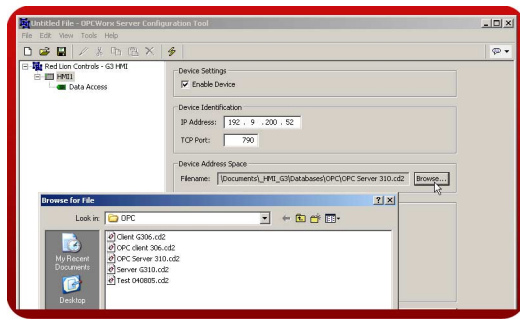 Untitled File - OPCWorx Server Configuration Tool
File Edit View Tools Help
Red Lion Controls - G3 HMI
HMI1
Data Access
Device Settings
Enable Device
Device Identification
IP Address: 192 . 9 . 200 . 52
TCP Port: 790
Device Address Space
Filename: \Documents\_HMI_G3\Databases\OPC\OPC Server 310.cd2 Browse...
Browse for File
Look in: OPC
My Recent Documents
Desktop
Client G306.cd2
OPC client 306.cd2
OPC Server 310.cd2
Server G310.cd2
Test 040805.cd2